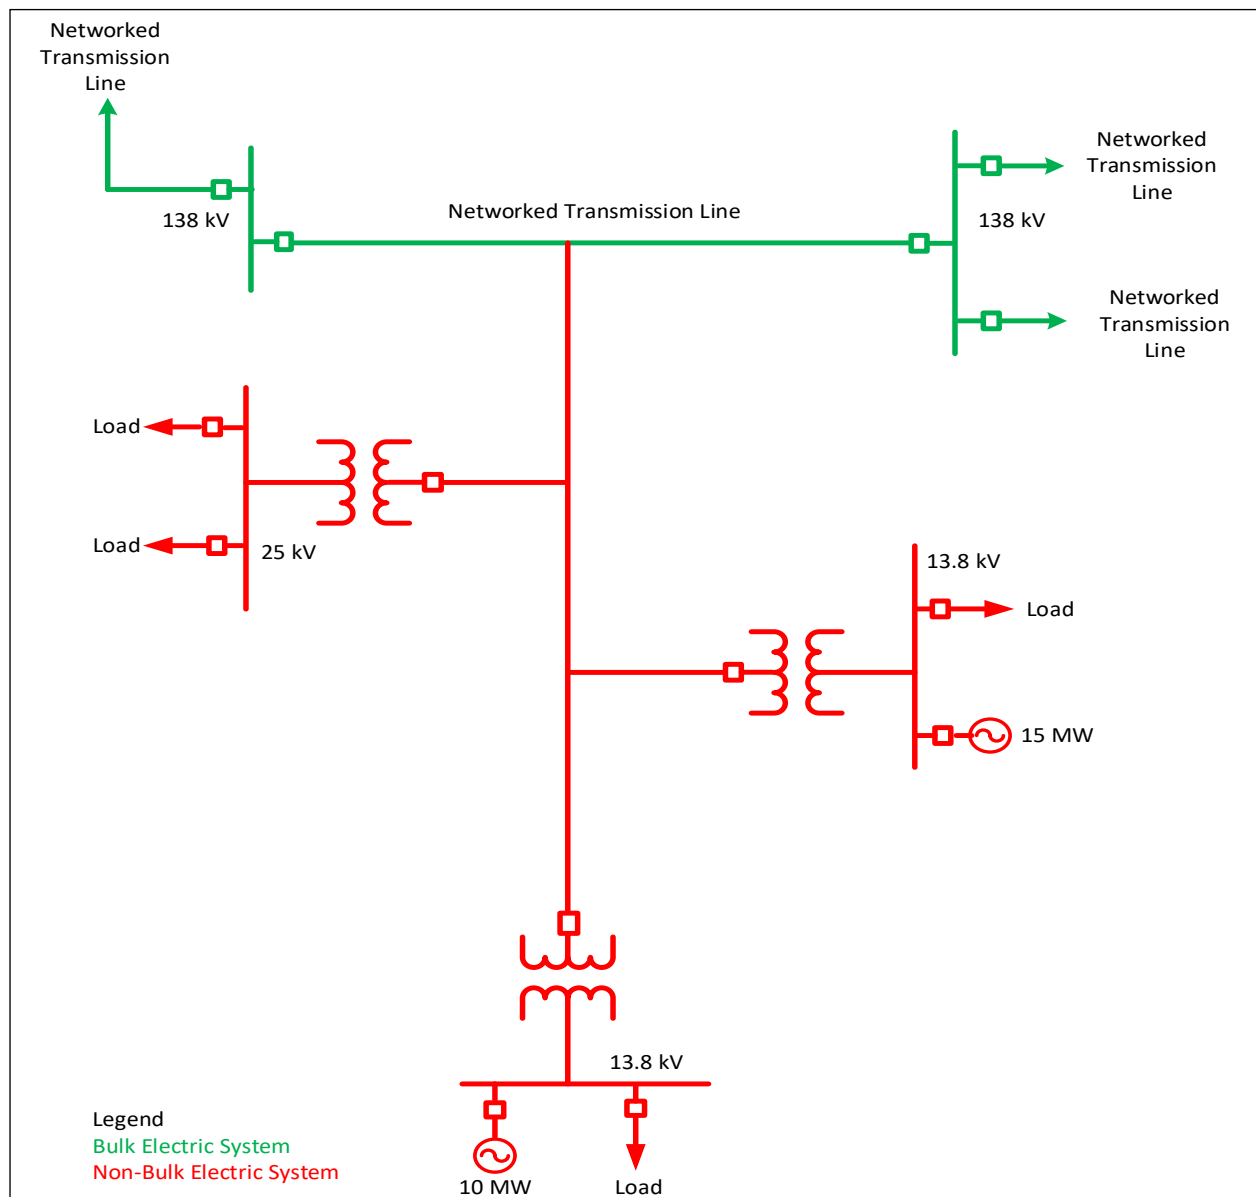 Networked
Transmission
Line
138 kV
Networked Transmission Line
Networked
Transmission
Line
138 kV
Networked
Transmission
Line
Load
Load
25 kV
13.8 kV
Load
15 MW
13.8 kV
10 MW
Load
Legend
Bulk Electric System
Non-Bulk Electric System